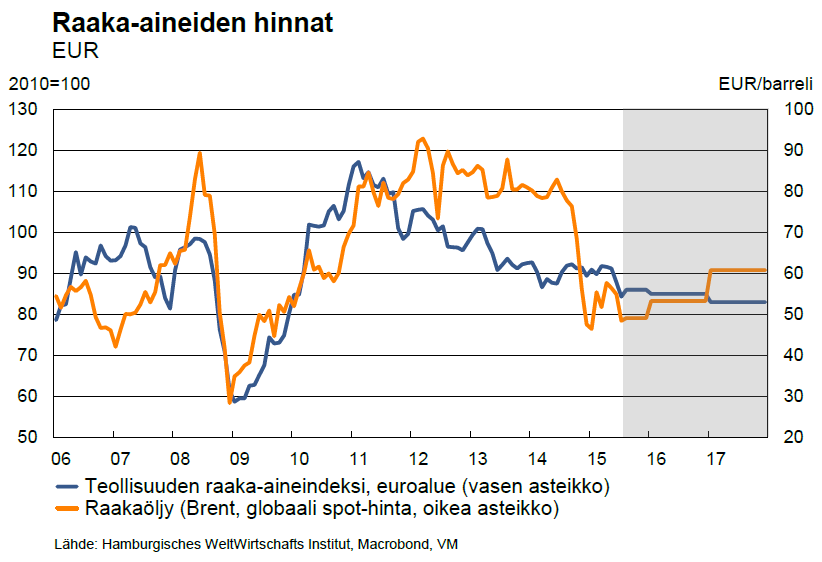 Raaka-aineiden hinnat
EUR
2010=100 EUR/barreli
130 100
120 90
110 80
100 70
90 60
80 50
70 40
60 30
50 20
06 07 08 09 10 11 12 13 14 15 16 17
Teollisuuden raaka-aineindeksi, euroalue (vasen asteikko)
Raakaöljy (Brent, globaali spot-hinta, oikea asteikko)
Lähde: Hamburgisches WeltWirtschafts Institut, Macrobond, VM